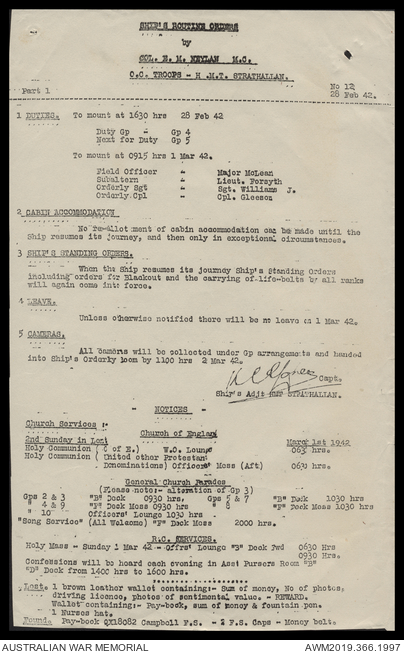 SHIP'S ROUTINE ORDERS
by
COL. E. M. NEYLAN M.C.
O.C. TROOPS - H.M.T. STRATHALLAN.
No 12
Part 1 28 Feb 42.
1 DUTIES. To mount at 1630 hrs 28 Feb 42
Duty Gp - Gp 4
Next for Duty Gp 5
To mount at 0915 hrs 1 Mar 42.
Field Officer - Major McLean
Subaltern - Lieut. Forsyth
Orderly Sgt - Sgt. Williams J.
Orderly Cpl - Cpl. Gleeson
2 CABIN ACCOMMODATION
No re-allotment of cabin accommodation can be made until the
Ship resumes its journey, and then only in exceptional circumstances.
3 SHIP'S STANDING ORDERS.
When the Ship resumes its journey Ship's Standing Orders
including orders for Blackout and the carrying of life-belts by all ranks
will again come into force.
4 LEAVE.
Unless otherwise notified there will be no leave on 1 Mar 42.
5 CAMERAS.
All cameras will be collected under Gp arrangements and handed
into Ship's Orderly Room by 1100 hrs 2 Mar 42.
Capt.
Ship's Adjt HMT STRATHALLAN.
- NOTICES -
Church Services :-
Church of England
2nd Sunday in Lent March 1st 1942
Holy Communion (C of E.) W.O. Lounge hrs.
Holy Communion (United other Protestant
Denominations) Officers' Mess (Aft) hrs.
General Church Parades
(Please note:- alteration of Gp 3)
Gps 2 & 3 "B" Deck 0930 hrs. Gps 5 & 7 "B" Deck 1030 hrs
" 4 & 9 "F" Deck Mess 0930 hrs " 8 "F" Deck Mess 1030 hrs
" 10 Officers' Lounge 1030 hrs
"Song Service" (All Welcome) "F" Deck Mess 2000 hrs.
R.C. SERVICES.
Holy Mass - Sunday 1 Mar 42 - Offrs' Lounge "B" Deck Fwd 0630 Hrs
0930 Hrs.
Confessions will be heard each evening in Asst Pursers Room "B"
"D" Deck from 1400 hrs to 1600 hrs.
Lost. 1 brown leather wallet containing:- Sum of money, No of photos,
driving licence, photos of sentimental value. - REWARD.
Wallet containing:- Pay-book, sum of money & fountain pen.
1 Nurses hat.
Found. Pay-book QX18082 Campbell F.S. - 2 F.S. Caps - Money belt.
AUSTRALIAN WAR MEMORIAL AWM2019.366.1997